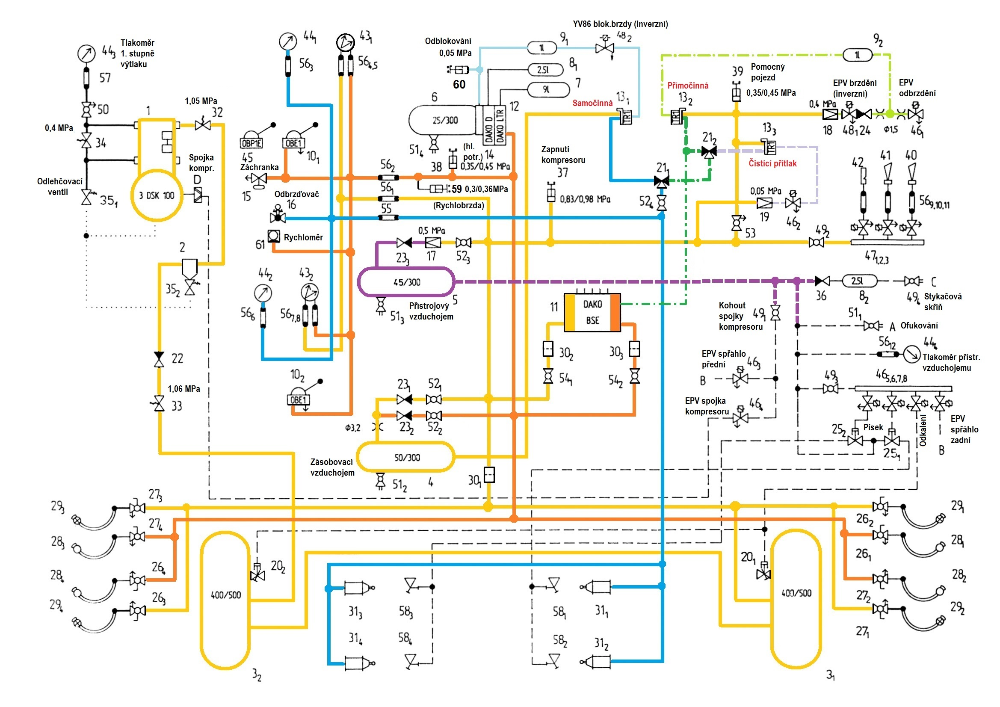 YV86 blok.brzdy (inverzní)
44₃
Tlakoměr
1. stupně
výtlaku
57
50
0,4 MPa
34
Odlehčovací
ventil
35₁
1
1,05 MPa
32
Spojka
kompr.
D
3 DSK 100
2
35₂
22
1,06 MPa
33
44₁
56₃
43₁
56₄,₅
OBP1E
45
OBE1
10₁
Záchranka
15
Odbrzďovač
16
61
Rychloměr
44₂
43₂
56₆
56₇,₈
10₂
OBE1
Odblokování
0,05 MPa
60
9₁
1l
48₂
8₁
2.5l
7
9l
6
25/300
DAKO D
DAKO LTR
12
51₄
(hl.
potr.)
14
38
0,35/0,45 MPa
56₂
56₁
59
0,3/0,36MPa
(Rychlobrzda)
55
0,5 MPa
23₃
17
52₃
45/300
Přístrojový
vzduchojem
5
51₃
Samočinná
13₁
TR1
Zapnutí
kompresoru
37
0,83/0,98 MPa
21₁
52₄
Přímočinná
13₂
TR1
39
Pomocný
pojezd
0,35/0,45 MPa
9₂
1l
EPV brzdění
(inverzní)
EPV
odbrzdění
0,4 MPa
18
48₁
24
Φ1,5
46₁
21₂
13₃
TR1
Čistící přítlak
0,05 MPa
19
46₂
53
42
41
40
56₉,₁₀,₁₁
49₂
47₁,₂,₃
36
2.5l
8₂
C
49₄
Stykačová
skříň
Kohout
spojky
kompresoru
49₁
51₁
A
Ofukování
56₁₂
44₄
Tlakoměr přístr.
vzduchojemu
EPV spřáhlo
přední
46₃
B
EPV spojka
kompresoru
46₄
49₃
46₅,₆,₇,₈
25₂
Písek
25₁
Odkalení
EPV
spřáhlo
zadní
B
11
DAKO
BSE
30₂
30₃
54₁
54₂
23₁
52₁
23₂
52₂
Φ3,2
Zásobovací
vzduchojem
50/300
51₂
4
30₁
29₃
27₃
28₃
27₄
28₄
26₄
29₄
26₃
400/500
20₂
3₂
31₃
58₃
31₄
58₄
58₁
31₁
58₂
31₂
20₁
400/500
3₁
26₂
29₁
26₁
28₁
27₂
28₂
27₁
29₂